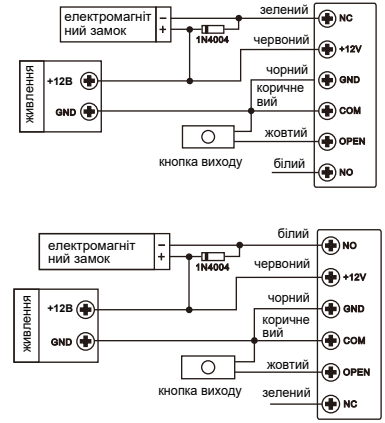 зелений
NC
електромагніт
ний замок
−
+
1N4004
червоний
+12V
чорний
GND
живлення
+12В
GND
коричне
вий
COM
жовтий
OPEN
кнопка виходу
білий
NO
білий
NO
електромагніт
ний замок
−
+
1N4004
червоний
+12V
чорний
GND
живлення
+12В
GND
коричне
вий
COM
жовтий
OPEN
кнопка виходу
зелений
NC